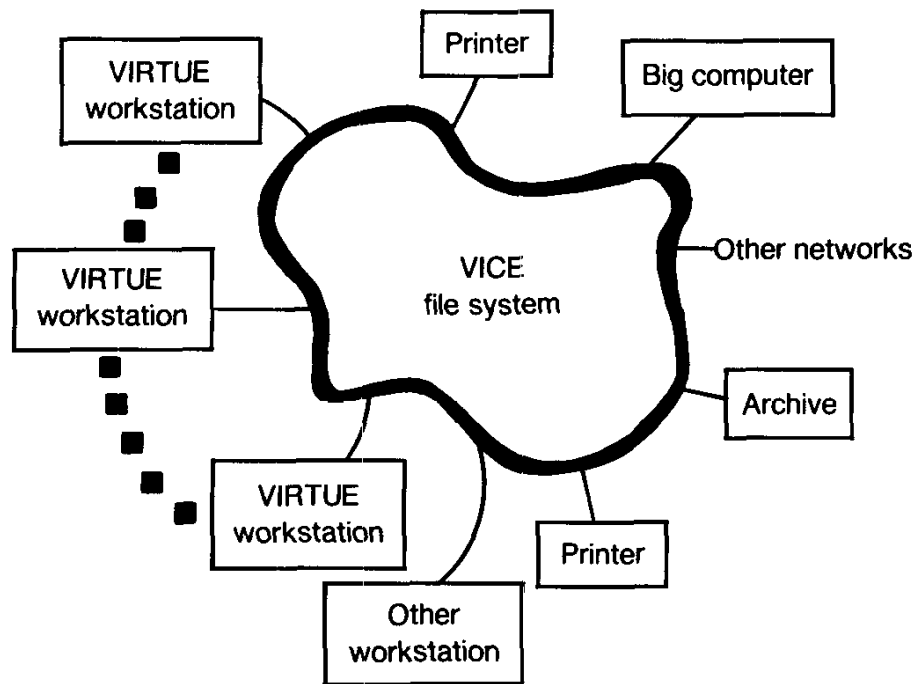 Printer
VIRTUE
workstation
Big computer
VIRTUE
workstation
VICE
file system
Other networks
Archive
VIRTUE
workstation
Printer
Other
workstation